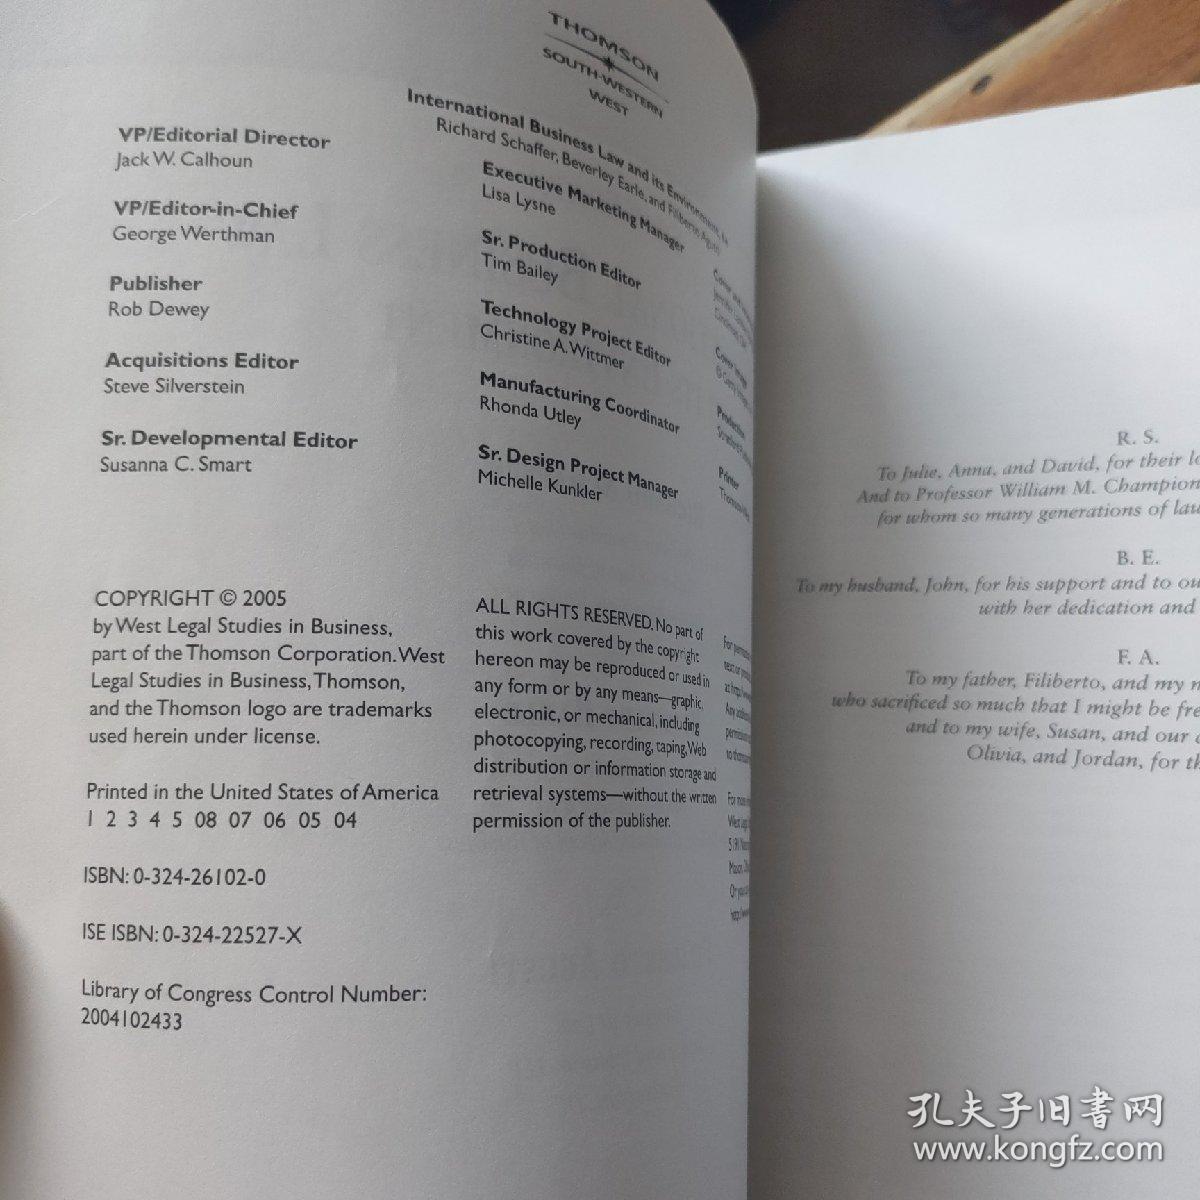 THOMSON
SOUTH-WESTERN
WEST
International Business Law and its Environment,
Richard Schaffer, Beverley Earle, and Filiberto Agusti
VP/Editorial Director
Jack W. Calhoun
VP/Editor-in-Chief
George Werthman
Publisher
Rob Dewey
Acquisitions Editor
Steve Silverstein
Sr. Developmental Editor
Susanna C. Smart
Executive Marketing Manager
Lisa Lysne
Sr. Production Editor
Tim Bailey
Technology Project Editor
Christine A. Wittmer
Manufacturing Coordinator
Rhonda Utley
Sr. Design Project Manager
Michelle Kunkler
Cover and
Cover Image
Production
Printer
COPYRIGHT © 2005
by West Legal Studies in Business,
part of the Thomson Corporation. West
Legal Studies in Business, Thomson,
and the Thomson logo are trademarks
used herein under license.
Printed in the United States of America
1 2 3 4 5 08 07 06 05 04
ISBN: 0-324-26102-0
ISE ISBN: 0-324-22527-X
Library of Congress Control Number:
2004102433
ALL RIGHTS RESERVED. No part of
this work covered by the copyright
hereon may be reproduced or used in
any form or by any means—graphic,
electronic, or mechanical, including
photocopying, recording, taping, Web
distribution or information storage and
retrieval systems—without the written
permission of the publisher.
R. S.
To Julie, Anna, and David, for their
And to Professor William M. Champion
for whom so many generations of
B. E.
To my husband, John, for his support and to
with her dedication and
F. A.
To my father, Filiberto, and my
who sacrificed so much that I might be
and to my wife, Susan, and our
Olivia, and Jordan, for
孔夫子旧书网
www.kongfz.com